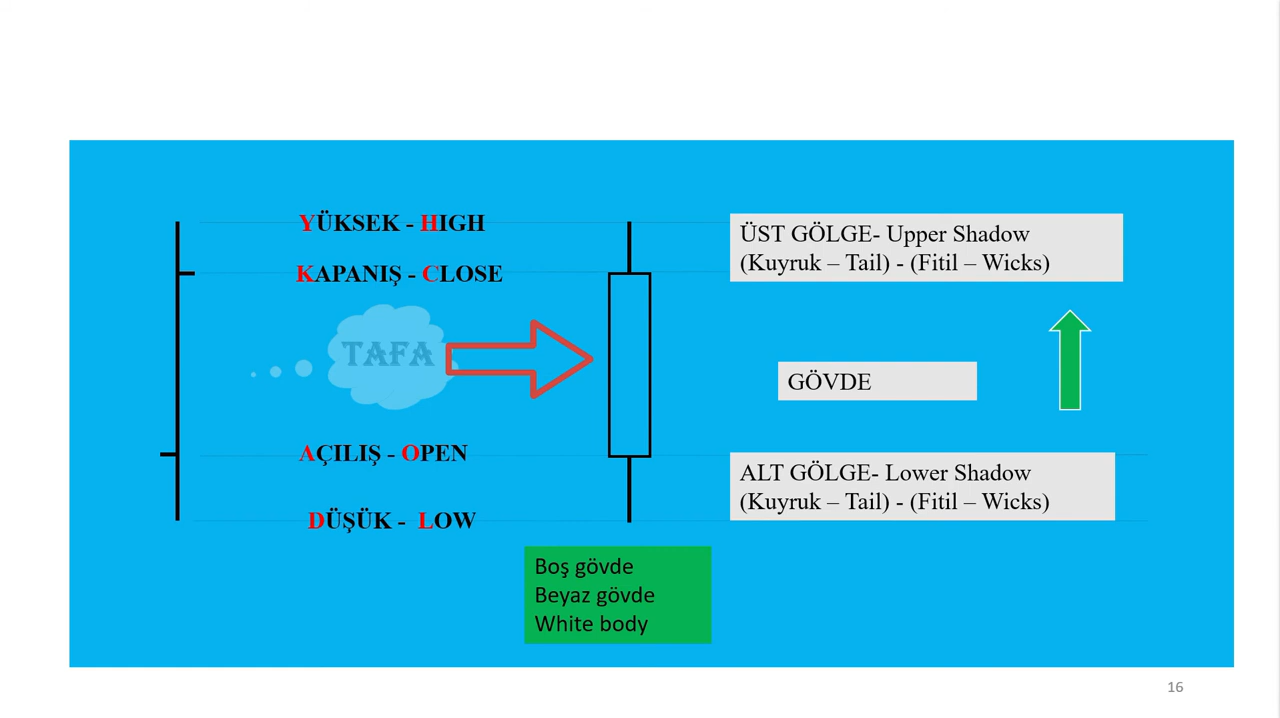 YÜKSEK - HIGH
KAPANIŞ - CLOSE
TAFA
AÇILIŞ - OPEN
DÜŞÜK - LOW
ÜST GÖLGE- Upper Shadow
(Kuyruk – Tail) - (Fitil – Wicks)
GÖVDE
ALT GÖLGE- Lower Shadow
(Kuyruk – Tail) - (Fitil – Wicks)
Boş gövde
Beyaz gövde
White body
16